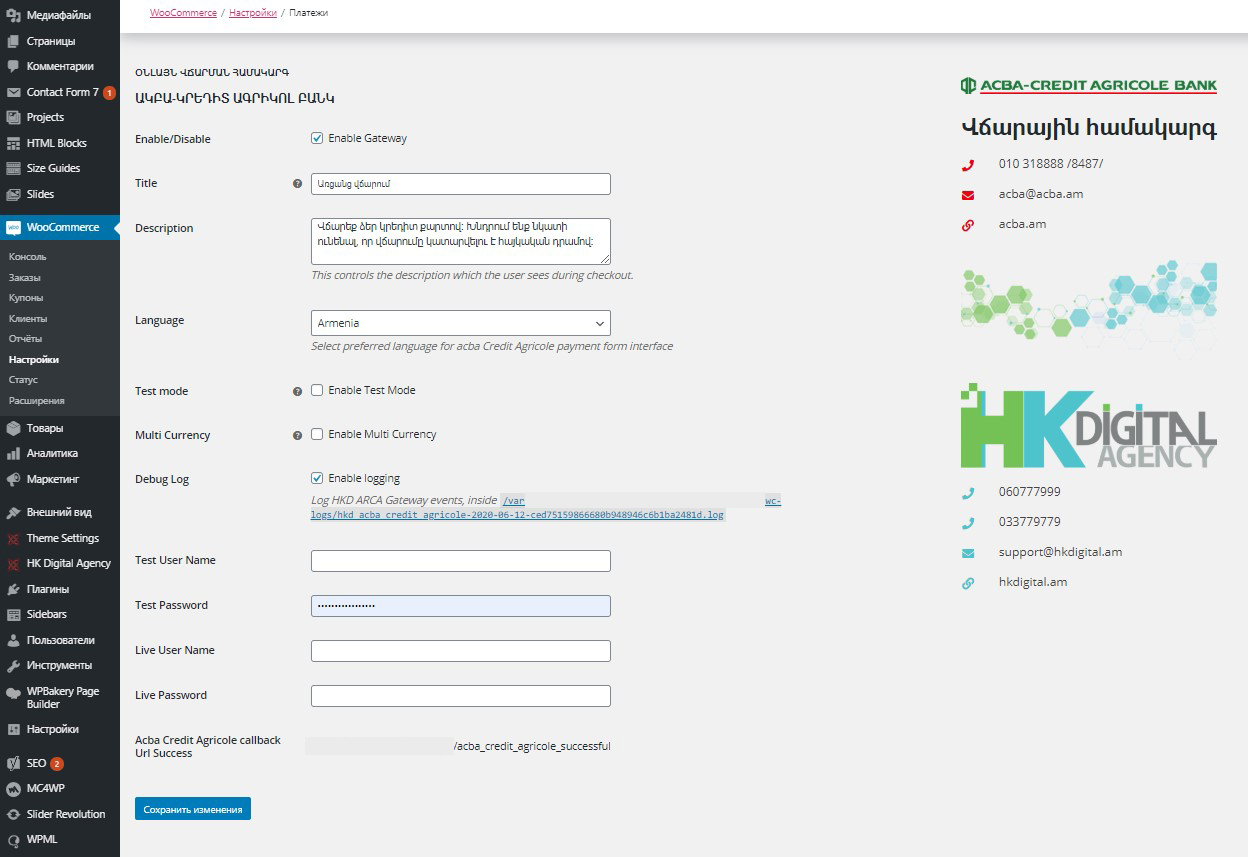 Медиафайлы
Страницы
Комментарии
Contact Form 7 1
Projects
HTML Blocks
Size Guides
Slides
WooCommerce
Консоль
Заказы
Купоны
Клиенты
Отчёты
Настройки
Статус
Расширения
Товары
Аналитика
Маркетинг
Внешний вид
Theme Settings
HK Digital Agency
Плагины
Sidebars
Пользователи
Инструменты
WPBakery Page
Builder
Настройки
SEO 2
MC4WP
Slider Revolution
WPML
WooCommerce / Настройки / Платежи
ՕՆԼԱՅՆ ՎՃԱՐՄԱՆ ՀԱՄԱԿԱՐԳ
ԱԿԲԱ-ԿՐԵԴԻՏ ԱԳՐԻԿՈԼ ԲԱՆԿ
Enable/Disable
Enable Gateway
Title
Առցանց վճարում
Description
Վճարեք ձեր կրեդիտ քարտով: Խնդրում ենք նկատի
ունենալ, որ վճարումը կատարվելու է հայկական դրամով:
This controls the description which the user sees during checkout.
Language
Armenia
Select preferred language for acba Credit Agricole payment form interface
Test mode
Enable Test Mode
Multi Currency
Enable Multi Currency
Debug Log
Enable logging
Log HKD ARCA Gateway events, inside /var wc-
logs/hkd_acba_credit_agricole-2020-06-12-ced75159866680b948946c6b1ba2481d.log
Test User Name
Test Password
Live User Name
Live Password
Acba Credit Agricole callback
Url Success
/acba_credit_agricole_successful
Сохранить изменения
ACBA-CREDIT AGRICOLE BANK
Վճարային համակարգ
010 318888 /8487/
acba@acba.am
acba.am
HK DIGITAL
AGENCY
060777999
033779779
support@hkdigital.am
hkdigital.am